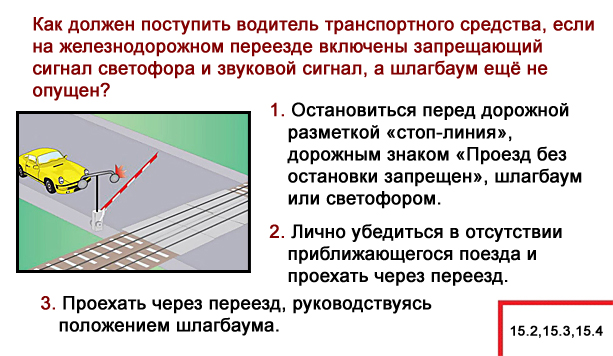 Как должен поступить водитель транспортного средства, если
на железнодорожном переезде включены запрещающий
сигнал светофора и звуковой сигнал, а шлагбаум ещё не
опущен?
1. Остановиться перед дорожной
разметкой «стоп-линия»,
дорожным знаком «Проезд без
остановки запрещен», шлагбаум
или светофором.
2. Лично убедиться в отсутствии
приближающегося поезда и
проехать через переезд.
3. Проехать через переезд, руководствуясь
положением шлагбаума.
15.2,15.3,15.4